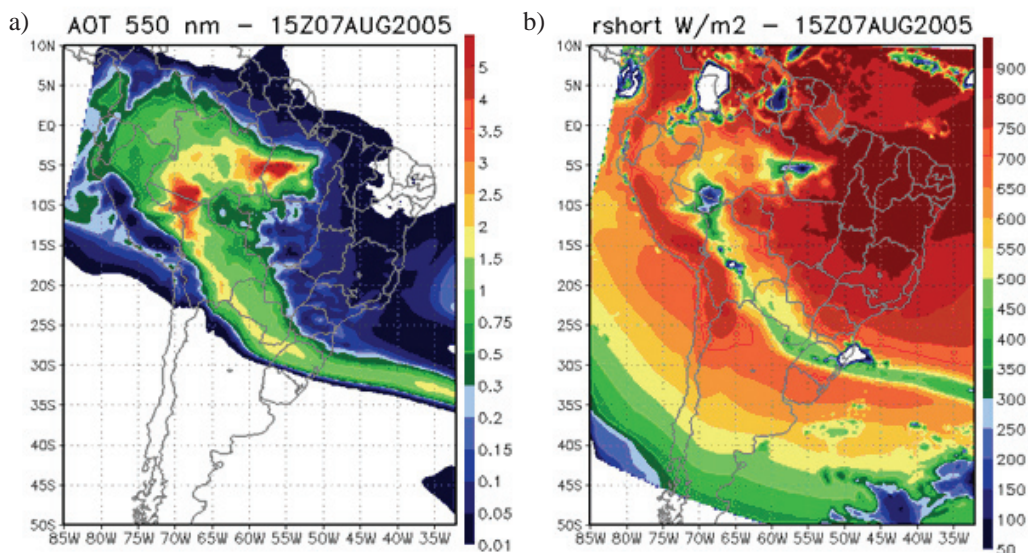 a) AOT 550 nm - 15Z07AUG2005
10N
5N
EQ
5S
10S
15S
20S
25S
30S
35S
40S
45S
50S
85W 80W 75W 70W 65W 60W 55W 50W 45W 40W 35W
5
4
3.5
3
2.5
2
1.5
1
0.75
0.5
0.3
0.2
0.1
0.05
0.01
b) rshort W/m2 - 15Z07AUG2005
10N
5N
EQ
5S
10S
15S
20S
25S
30S
35S
40S
45S
50S
85W 80W 75W 70W 65W 60W 55W 50W 45W 40W 35W
900
850
800
750
700
650
600
550
500
450
400
350
300
250
200
150
100
50